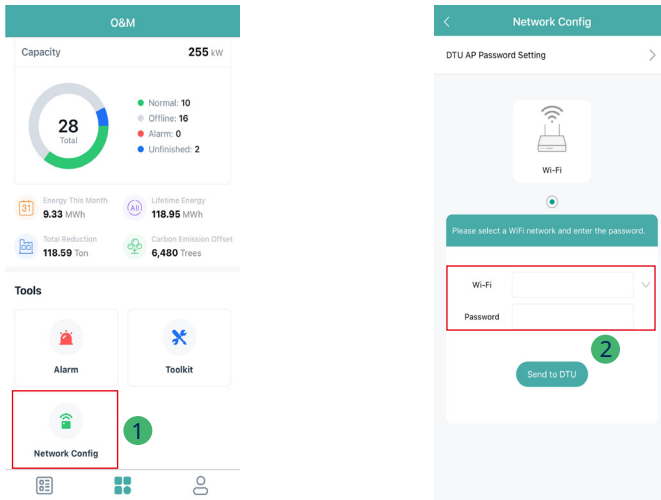 O&M
Capacity 255 kW
28
Total
Normal: 10
Offline: 16
Alarm: 0
Unfinished: 2
31 Energy This Month
9.33 MWh
All Lifetime Energy
118.95 MWh
Total Reduction
118.59 Ton
Carbon Emission Offset
6,480 Trees
Tools
Alarm
Toolkit
Network Config
1
Network Config
DTU AP Password Setting
Wi-Fi
Please select a WiFi network and enter the password.
Wi-Fi
Password
2
Send to DTU